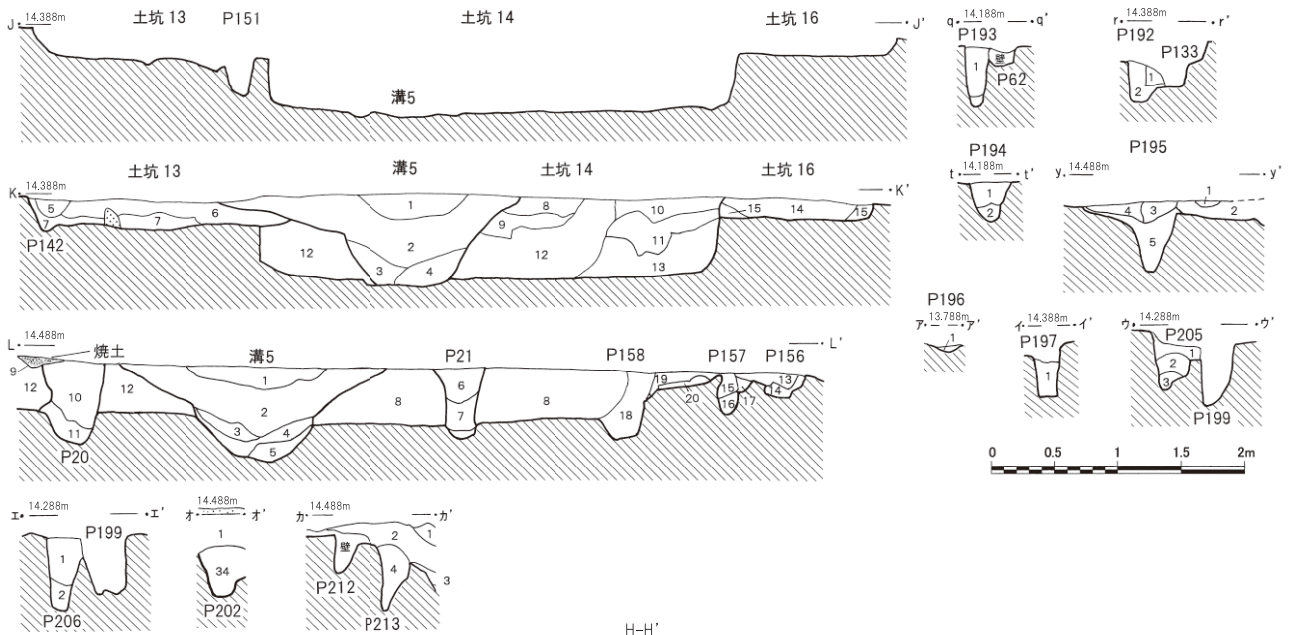 土坑 13 P151 土坑 14 土坑 16
J 14.388m J'
溝5
土坑 13 溝5 土坑 14 土坑 16
K 14.388m K'
5 7 7 6 12 1 2 3 4 8 9 12 10 11 13 15 14 15
P142
L 14.488m 焼土 溝5 P21 P158 P157 P156 L'
9 12 10 11 12 1 2 3 4 5 8 6 7 8 18 19 20 15 16 17 14 13
P20
q 14.188m q'
P193
1 壁
P62
r 14.388m r'
P192 P133
1 2
P194
t 14.188m t'
1
2
P195
y 14.488m y'
4 3 1 2
5
P196
ア 13.788m ア'
1
イ 14.388m イ'
P197
1
ウ 14.288m ウ'
P205
1
2
3
P199
0 0.5 1 1.5 2m
エ 14.288m エ'
P199
1
2
P206
オ 14.488m オ'
1
34
P202
カ 14.488m カ'
壁 2 1
4 3
P212
P213
H-H'